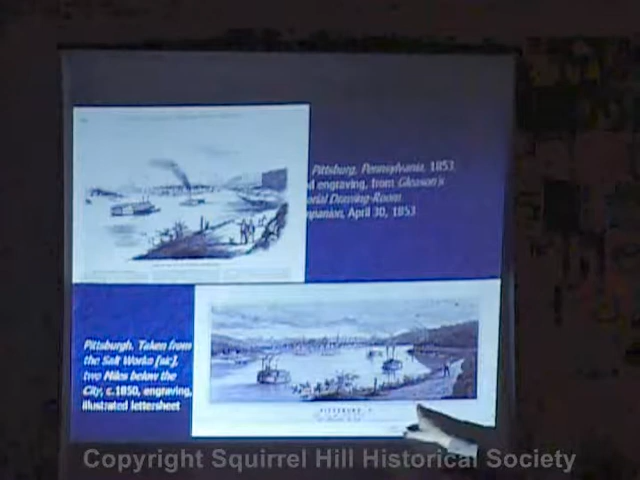 Pittsburg, Pennsylvania, 1853,
engraving, from Gleason's
Drawing-Room
April 30, 1853
Pittsburgh. Taken from
the Salt Works [sic],
two Miles below the
City, c.1850, engraving,
illustrated lettersheet
Copyright Squirrel Hill Historical Society